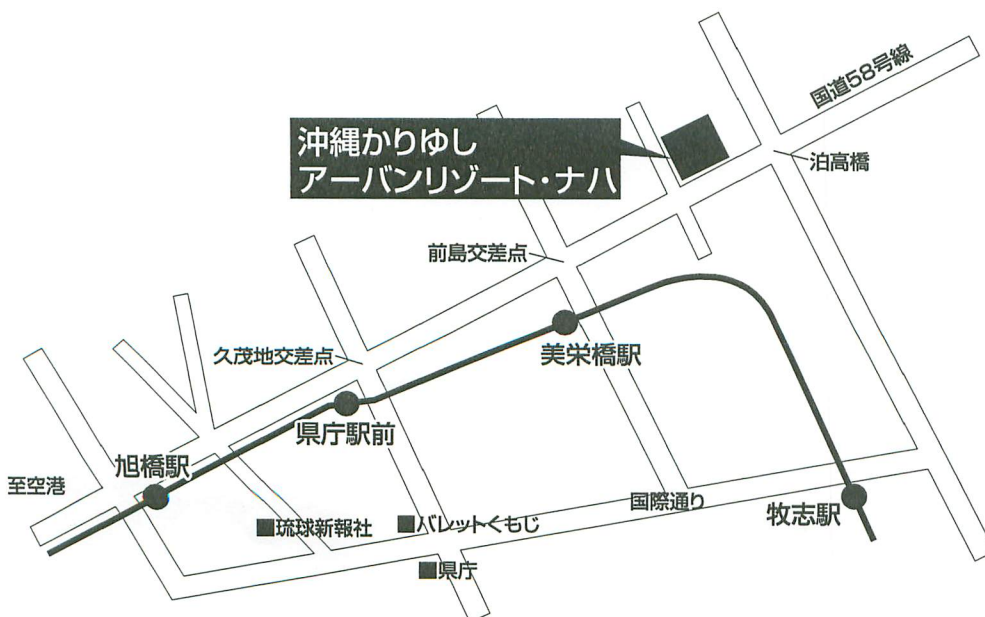 国道58号線
沖縄かりゆし
アーバンリゾート・ナハ
泊高橋
前島交差点
久茂地交差点
美栄橋駅
県庁駅前
旭橋駅
至空港
国際通り
牧志駅
■琉球新報社
■パレットくもじ
■県庁